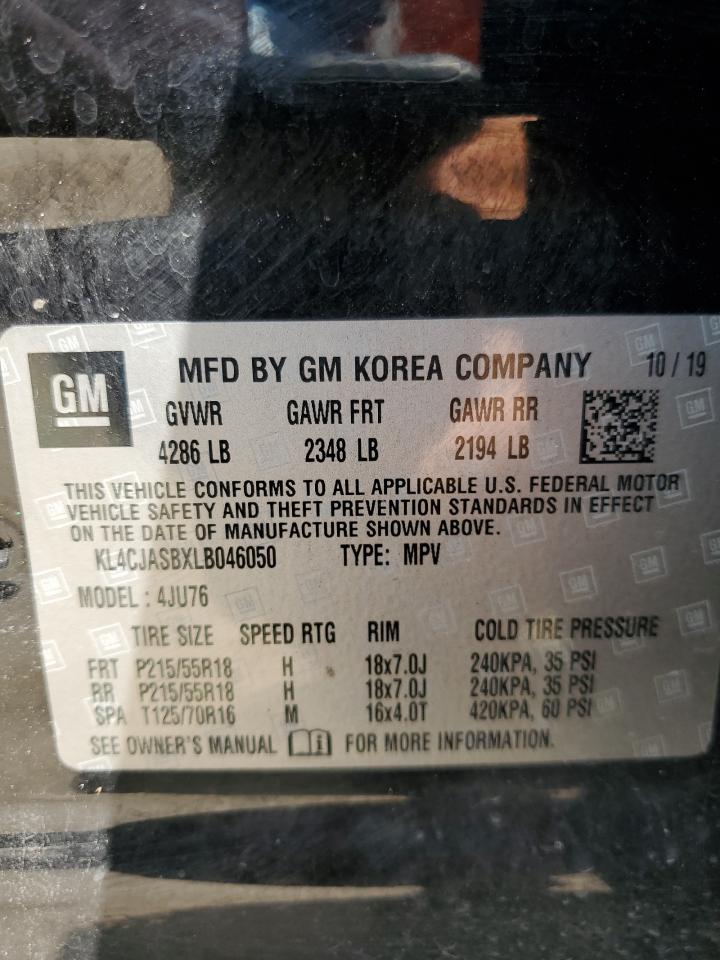 GM
MFD BY GM KOREA COMPANY 10 / 19
GVWR GAWR FRT GAWR RR
4286 LB 2348 LB 2194 LB
THIS VEHICLE CONFORMS TO ALL APPLICABLE U.S. FEDERAL MOTOR
VEHICLE SAFETY AND THEFT PREVENTION STANDARDS IN EFFECT
ON THE DATE OF MANUFACTURE SHOWN ABOVE.
KL4CJASBXLB046050 TYPE: MPV
MODEL : 4JU76
TIRE SIZE SPEED RTG RIM COLD TIRE PRESSURE
FRT P215/55R18 H 18x7.0J 240KPA, 35 PSI
RR P215/55R18 H 18x7.0J 240KPA, 35 PSI
SPA T125/70R16 M 16x4.0T 420KPA, 60 PSI
SEE OWNER'S MANUAL FOR MORE INFORMATION.